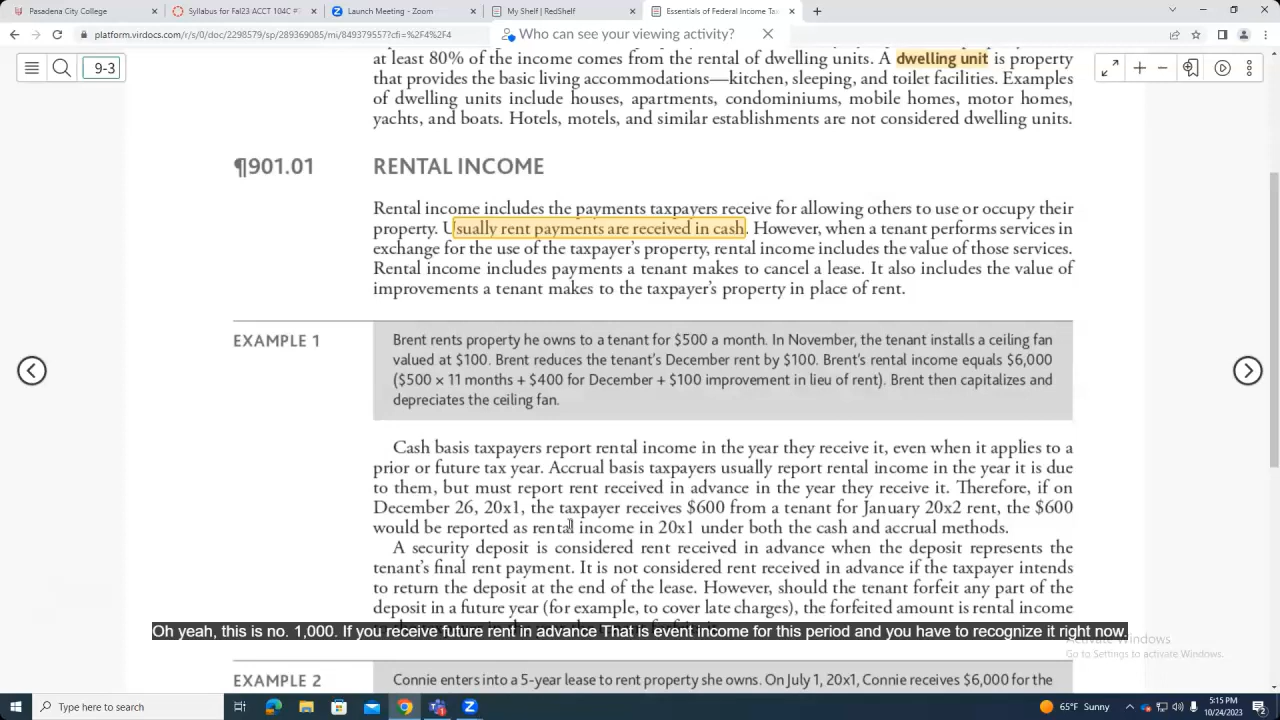 Pasadena City College - P
Syllabus for Fal23 ACCT 104C P
Launch Meeting - Zoom
My Shelf | RedShelf
Essentials of Federal Income Tax
platform.virdocs.com/r/s/0/doc/2298579/sp/289369085/mi/849379557?cfi=%2F4%2F4
Who can see your viewing activity?
9-3
at least 80% of the income comes from the rental of dwelling units. A dwelling unit is property
that provides the basic living accommodations—kitchen, sleeping, and toilet facilities. Examples
of dwelling units include houses, apartments, condominiums, mobile homes, motor homes,
yachts, and boats. Hotels, motels, and similar establishments are not considered dwelling units.
¶901.01 RENTAL INCOME
Rental income includes the payments taxpayers receive for allowing others to use or occupy their
property. Usually rent payments are received in cash. However, when a tenant performs services in
exchange for the use of the taxpayer's property, rental income includes the value of those services.
Rental income includes payments a tenant makes to cancel a lease. It also includes the value of
improvements a tenant makes to the taxpayer's property in place of rent.
EXAMPLE 1
Brent rents property he owns to a tenant for $500 a month. In November, the tenant installs a ceiling fan
valued at $100. Brent reduces the tenant's December rent by $100. Brent's rental income equals $6,000
($500 × 11 months + $400 for December + $100 improvement in lieu of rent). Brent then capitalizes and
depreciates the ceiling fan.
Cash basis taxpayers report rental income in the year they receive it, even when it applies to a
prior or future tax year. Accrual basis taxpayers usually report rental income in the year it is due
to them, but must report rent received in advance in the year they receive it. Therefore, if on
December 26, 20x1, the taxpayer receives $600 from a tenant for January 20x2 rent, the $600
would be reported as rental income in 20x1 under both the cash and accrual methods.
A security deposit is considered rent received in advance when the deposit represents the
tenant's final rent payment. It is not considered rent received in advance if the taxpayer intends
to return the deposit at the end of the lease. However, should the tenant forfeit any part of the
deposit in a future year (for example, to cover late charges), the forfeited amount is rental income
Oh yeah, this is no. 1,000. If you receive future rent in advance That is event income for this period and you have to recognize it right now.
Activate Windows
Go to Settings to activate Windows.
EXAMPLE 2
Connie enters into a 5-year lease to rent property she owns. On July 1, 20x1, Connie receives $6,000 for the
Type here to search
65°F Sunny
5:15 PM
10/24/2023